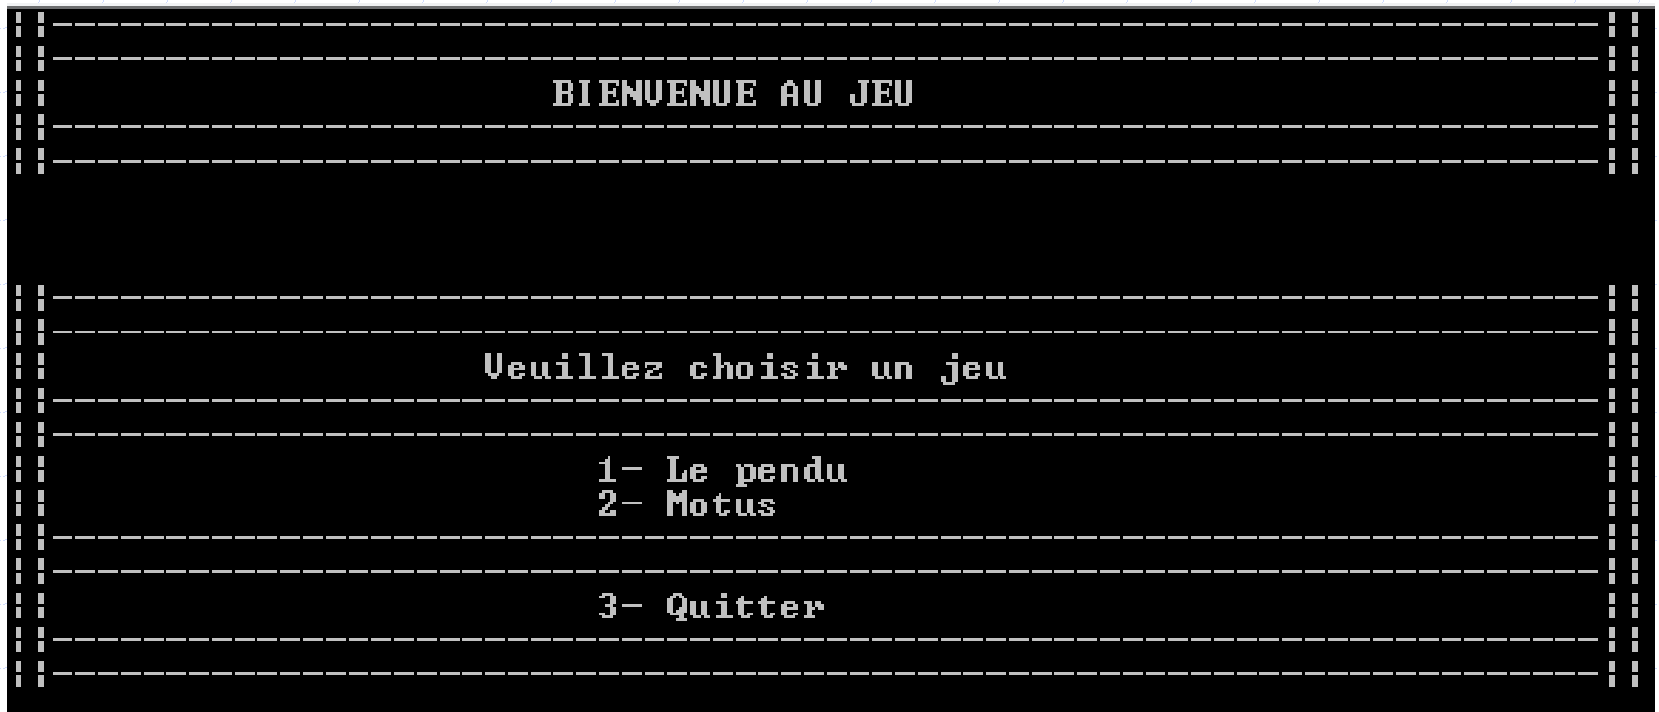 BIENVENUE AU JEU
Veuillez choisir un jeu
1- Le pendu
2- Motus
3- Quitter